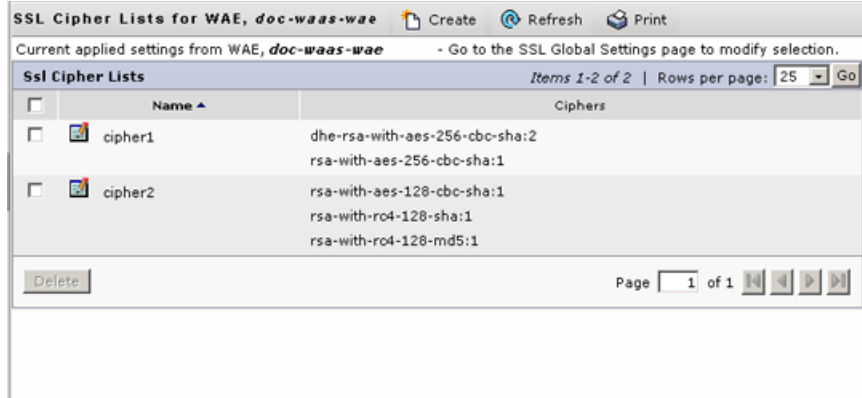 SSL Cipher Lists for WAE, doc-waas-wae Create Refresh Print
Current applied settings from WAE, doc-waas-wae - Go to the SSL Global Settings page to modify selection.
Ssl Cipher Lists Items 1-2 of 2 | Rows per page: 25 Go
Name Ciphers
cipher1 dhe-rsa-with-aes-256-cbc-sha:2
rsa-with-aes-256-cbc-sha:1
cipher2 rsa-with-aes-128-cbc-sha:1
rsa-with-rc4-128-sha:1
rsa-with-rc4-128-md5:1
Delete Page 1 of 1